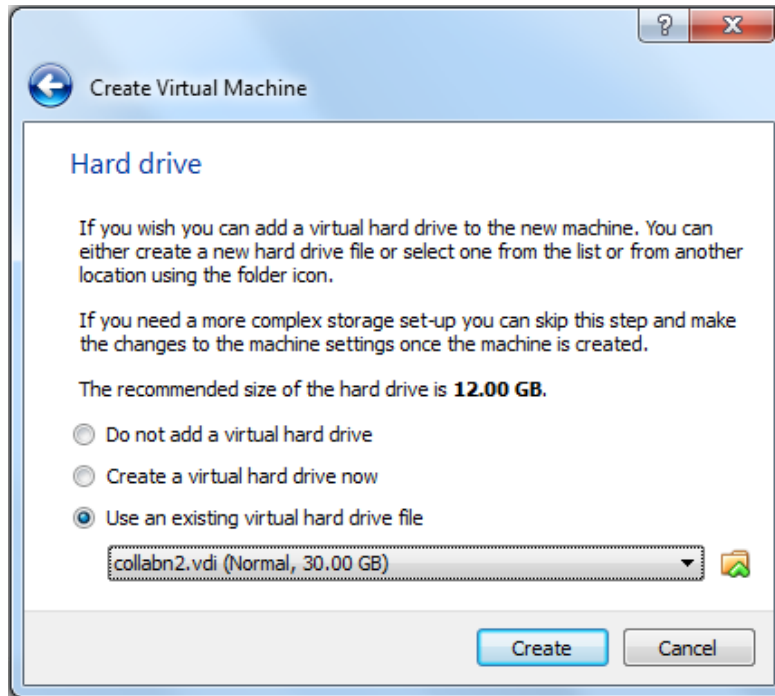 ?
X
Create Virtual Machine
Hard drive
If you wish you can add a virtual hard drive to the new machine. You can
either create a new hard drive file or select one from the list or from another
location using the folder icon.
If you need a more complex storage set-up you can skip this step and make
the changes to the machine settings once the machine is created.
The recommended size of the hard drive is 12.00 GB.
Do not add a virtual hard drive
Create a virtual hard drive now
Use an existing virtual hard drive file
collabn2.vdi (Normal, 30.00 GB)
Create
Cancel